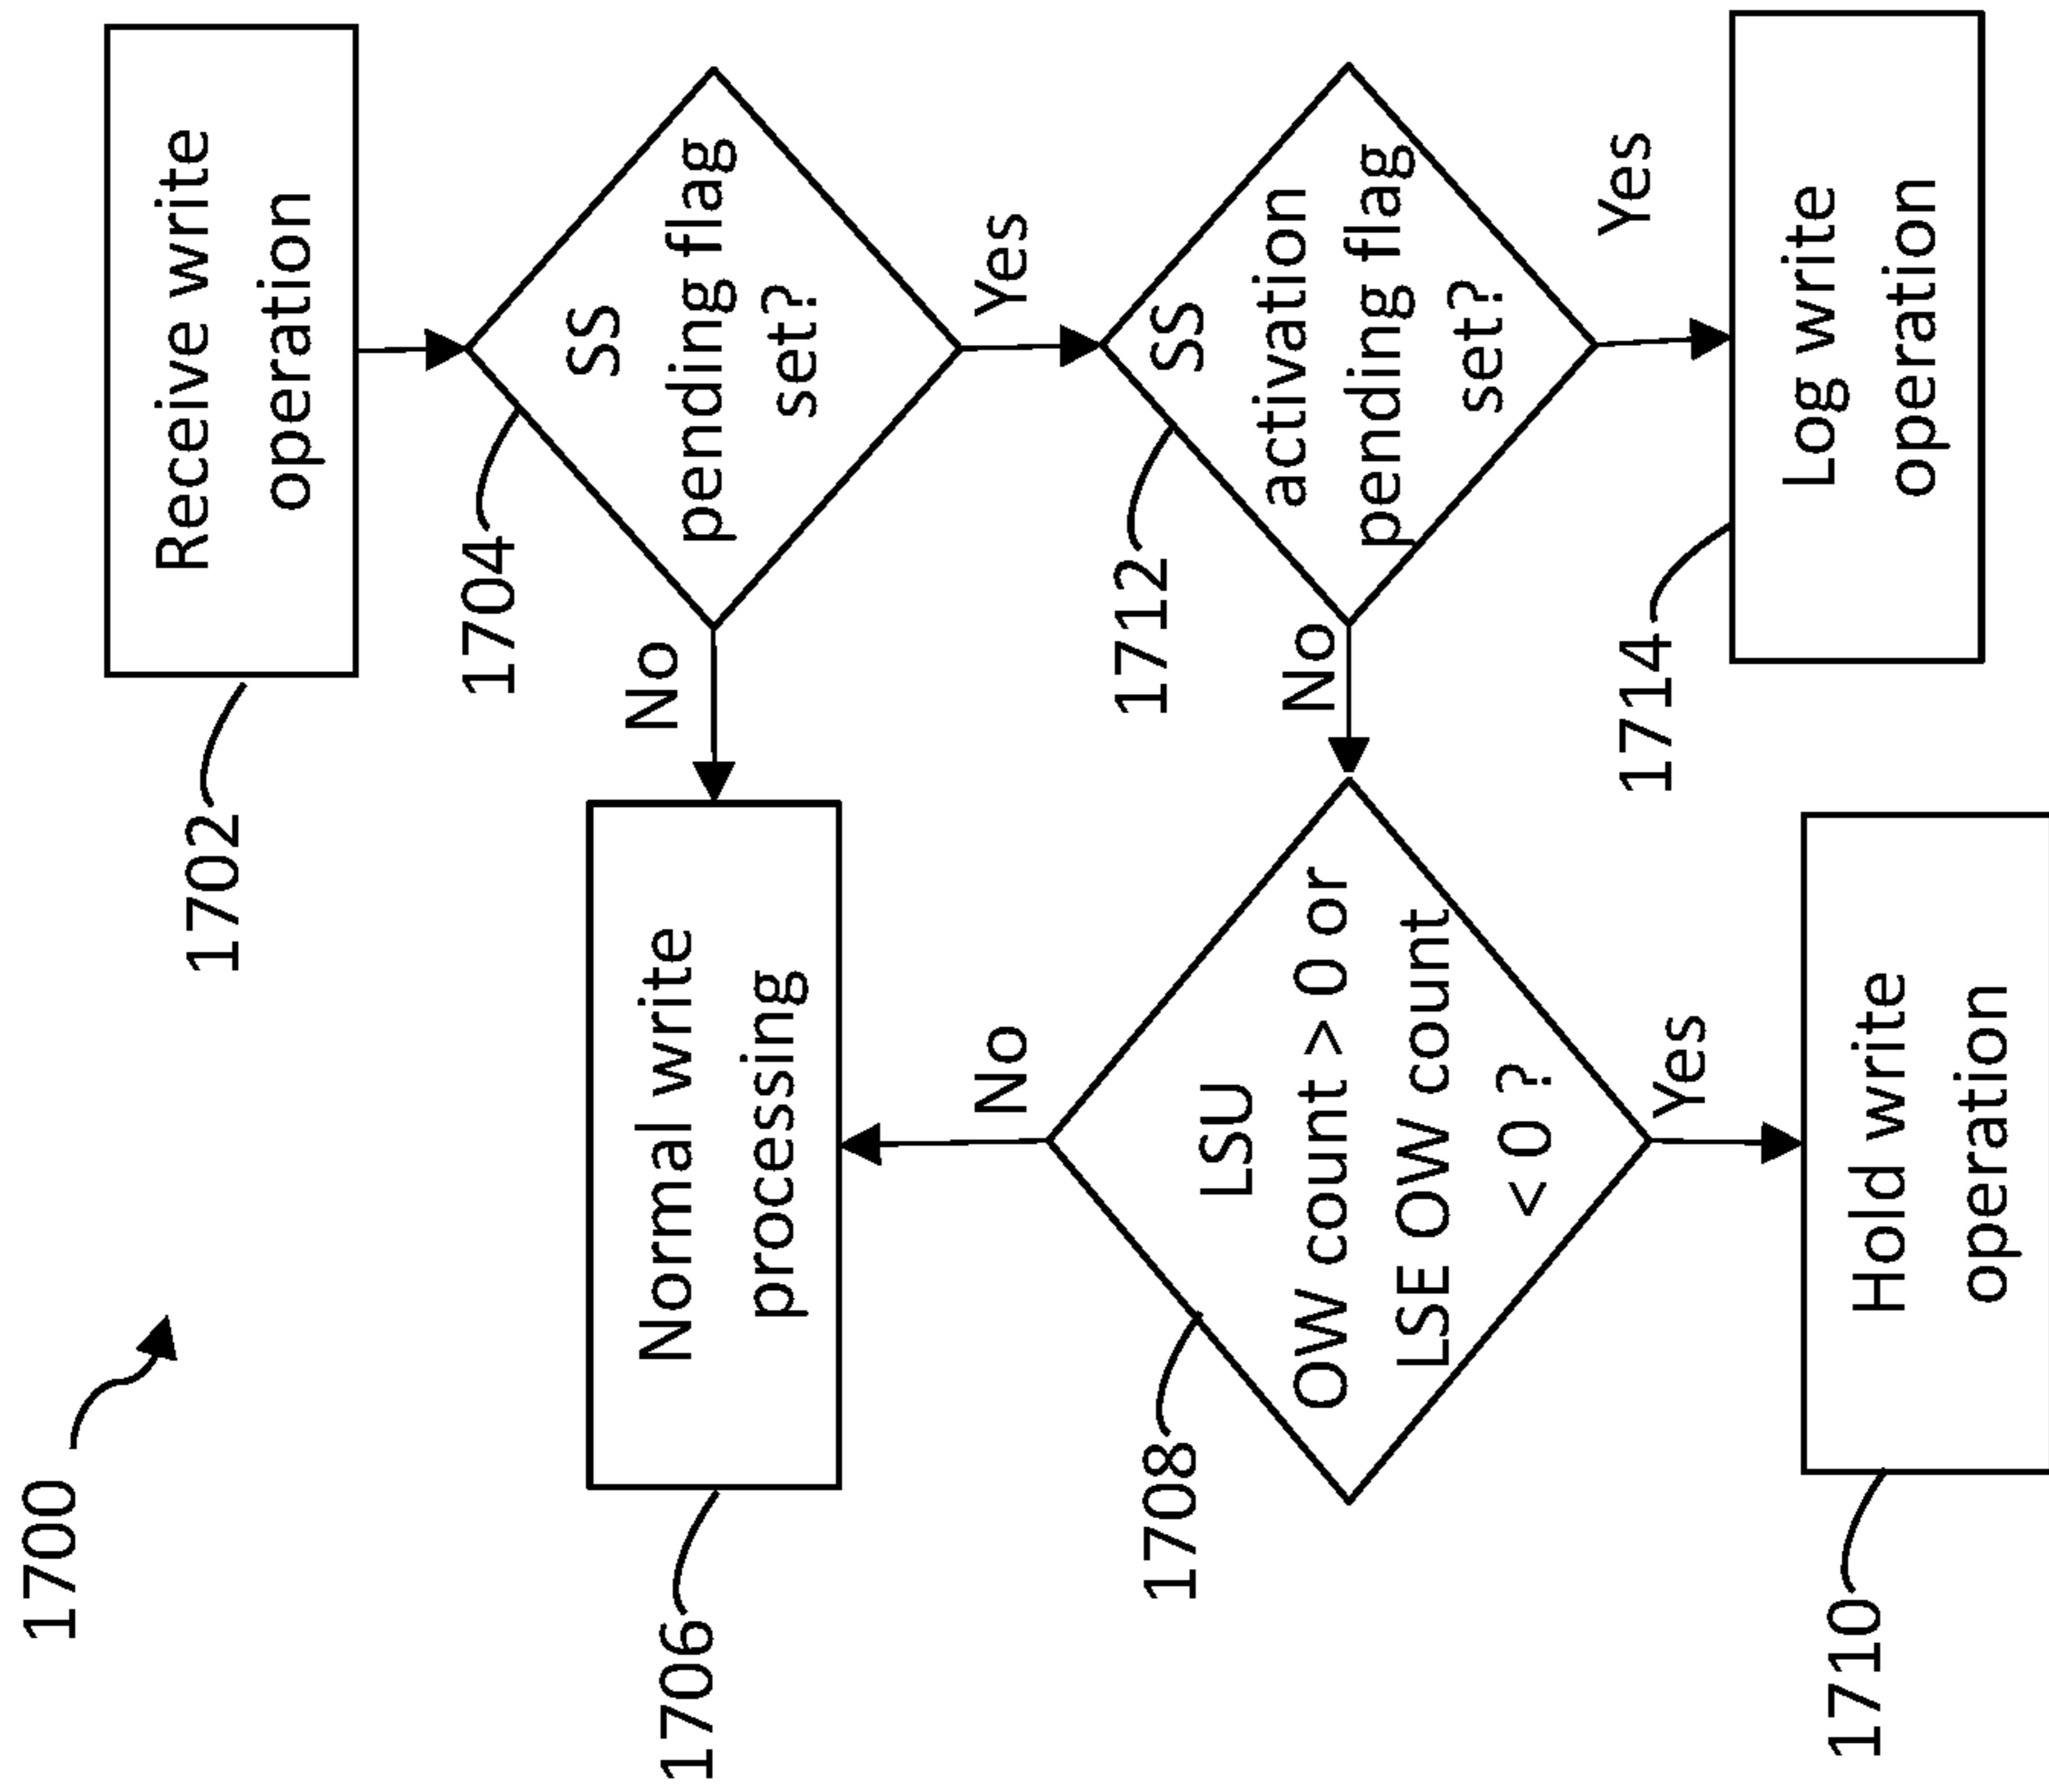 1700
1702
Receive write
operation
1704
SS
pending flag
set?
No
Yes
1706
Normal write
processing
1712
SS
activation
pending flag
set?
No
Yes
1708
LSU
OW count > 0 or
LSE OW count
< 0 ?
No
Yes
1714
Log write
operation
1710
Hold write
operation